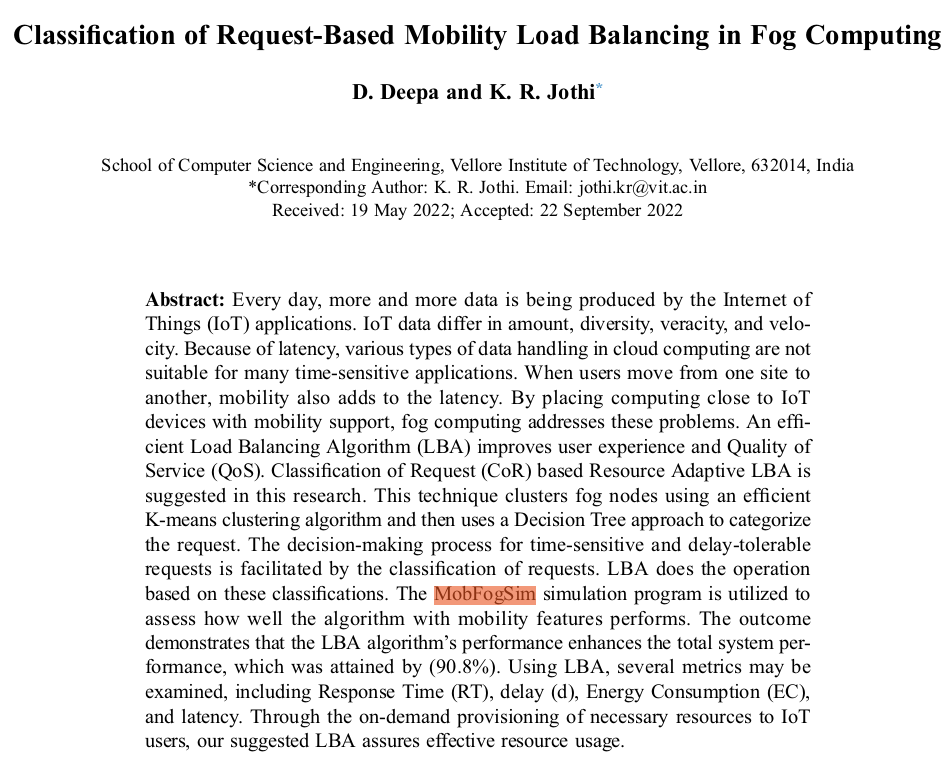 Classification of Request-Based Mobility Load Balancing in Fog Computing
D. Deepa and K. R. Jothi*
School of Computer Science and Engineering, Vellore Institute of Technology, Vellore, 632014, India
*Corresponding Author: K. R. Jothi. Email: jothi.kr@vit.ac.in
Received: 19 May 2022; Accepted: 22 September 2022
Abstract: Every day, more and more data is being produced by the Internet of
Things (IoT) applications. IoT data differ in amount, diversity, veracity, and velo-
city. Because of latency, various types of data handling in cloud computing are not
suitable for many time-sensitive applications. When users move from one site to
another, mobility also adds to the latency. By placing computing close to IoT
devices with mobility support, fog computing addresses these problems. An effi-
cient Load Balancing Algorithm (LBA) improves user experience and Quality of
Service (QoS). Classification of Request (CoR) based Resource Adaptive LBA is
suggested in this research. This technique clusters fog nodes using an efficient
K-means clustering algorithm and then uses a Decision Tree approach to categorize
the request. The decision-making process for time-sensitive and delay-tolerable
requests is facilitated by the classification of requests. LBA does the operation
based on these classifications. The MobFogSim simulation program is utilized to
assess how well the algorithm with mobility features performs. The outcome
demonstrates that the LBA algorithm's performance enhances the total system per-
formance, which was attained by (90.8%). Using LBA, several metrics may be
examined, including Response Time (RT), delay (d), Energy Consumption (EC),
and latency. Through the on-demand provisioning of necessary resources to IoT
users, our suggested LBA assures effective resource usage.